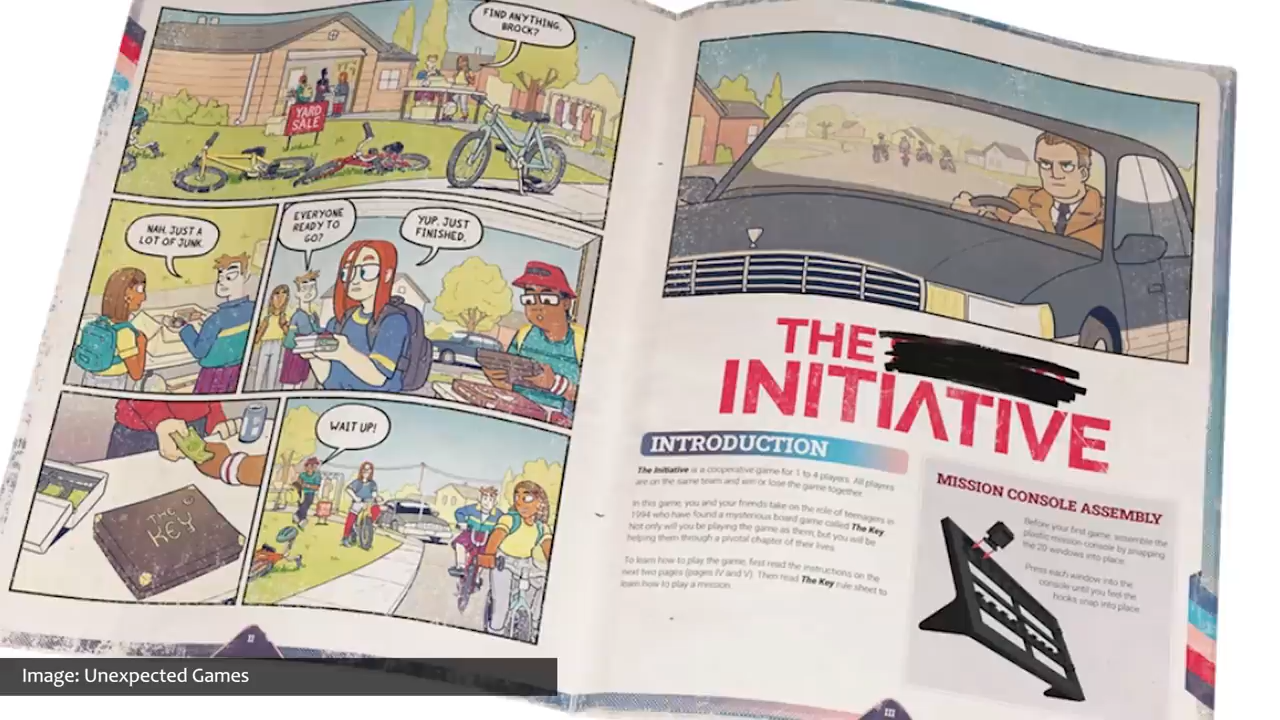 FIND ANYTHING,
BROCK?
YARD
SALE
NAH, JUST A
LOT OF JUNK.
EVERYONE
READY TO
GO?
YUP, JUST
FINISHED.
THE
KEY
WAIT UP!
II
THE
INITIATIVE
INTRODUCTION
The Initiative is a cooperative game for 1 to 4 players. All players
are on the same team and win or lose the game together.
In this game, you and your friends take on the role of teenagers in
1994 who have found a mysterious board game called The Key.
Not only will you be playing the game as them, but you will be
helping them through a pivotal chapter of their lives.
To learn how to play the game, first read the instructions on the
next two pages (pages IV and V). Then read The Key rule sheet to
learn how to play a mission.
MISSION CONSOLE ASSEMBLY
Before your first game, assemble the
plastic mission console by snapping
the 20 windows into place.
Press each window into the
console until you feel the
hooks snap into place.
III
Image: Unexpected Games